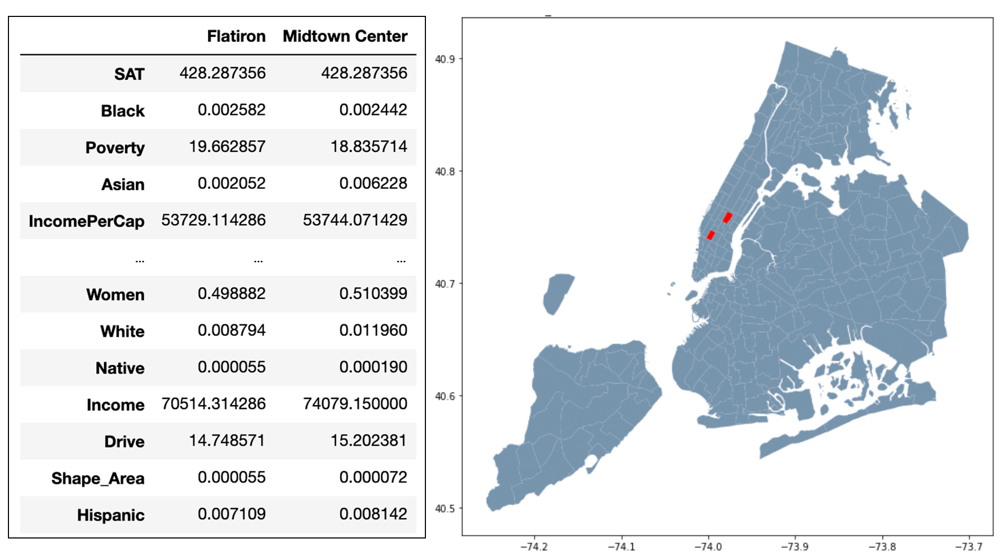 Flatiron Midtown Center
SAT 428.287356 428.287356
Black 0.002582 0.002442
Poverty 19.662857 18.835714
Asian 0.002052 0.006228
IncomePerCap 53729.114286 53744.071429
... ... ...
Women 0.498882 0.510399
White 0.008794 0.011960
Native 0.000055 0.000190
Income 70514.314286 74079.150000
Drive 14.748571 15.202381
Shape_Area 0.000055 0.000072
Hispanic 0.007109 0.008142
40.9
40.8
40.7
40.6
40.5
−74.2 −74.1 −74.0 −73.9 −73.8 −73.7